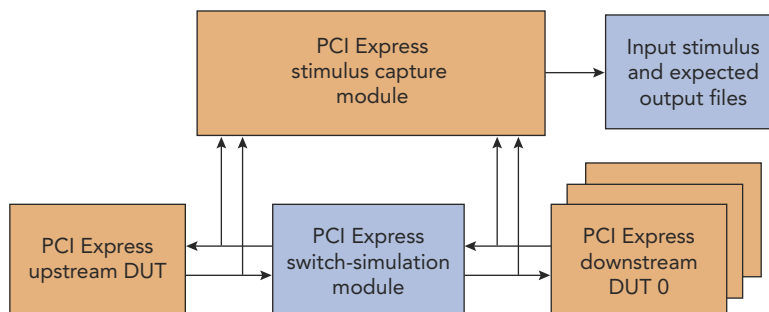 PCI Express
stimulus capture
module
Input stimulus
and expected
output files
PCI Express
upstream DUT
PCI Express
switch-simulation
module
PCI Express
downstream
DUT 0